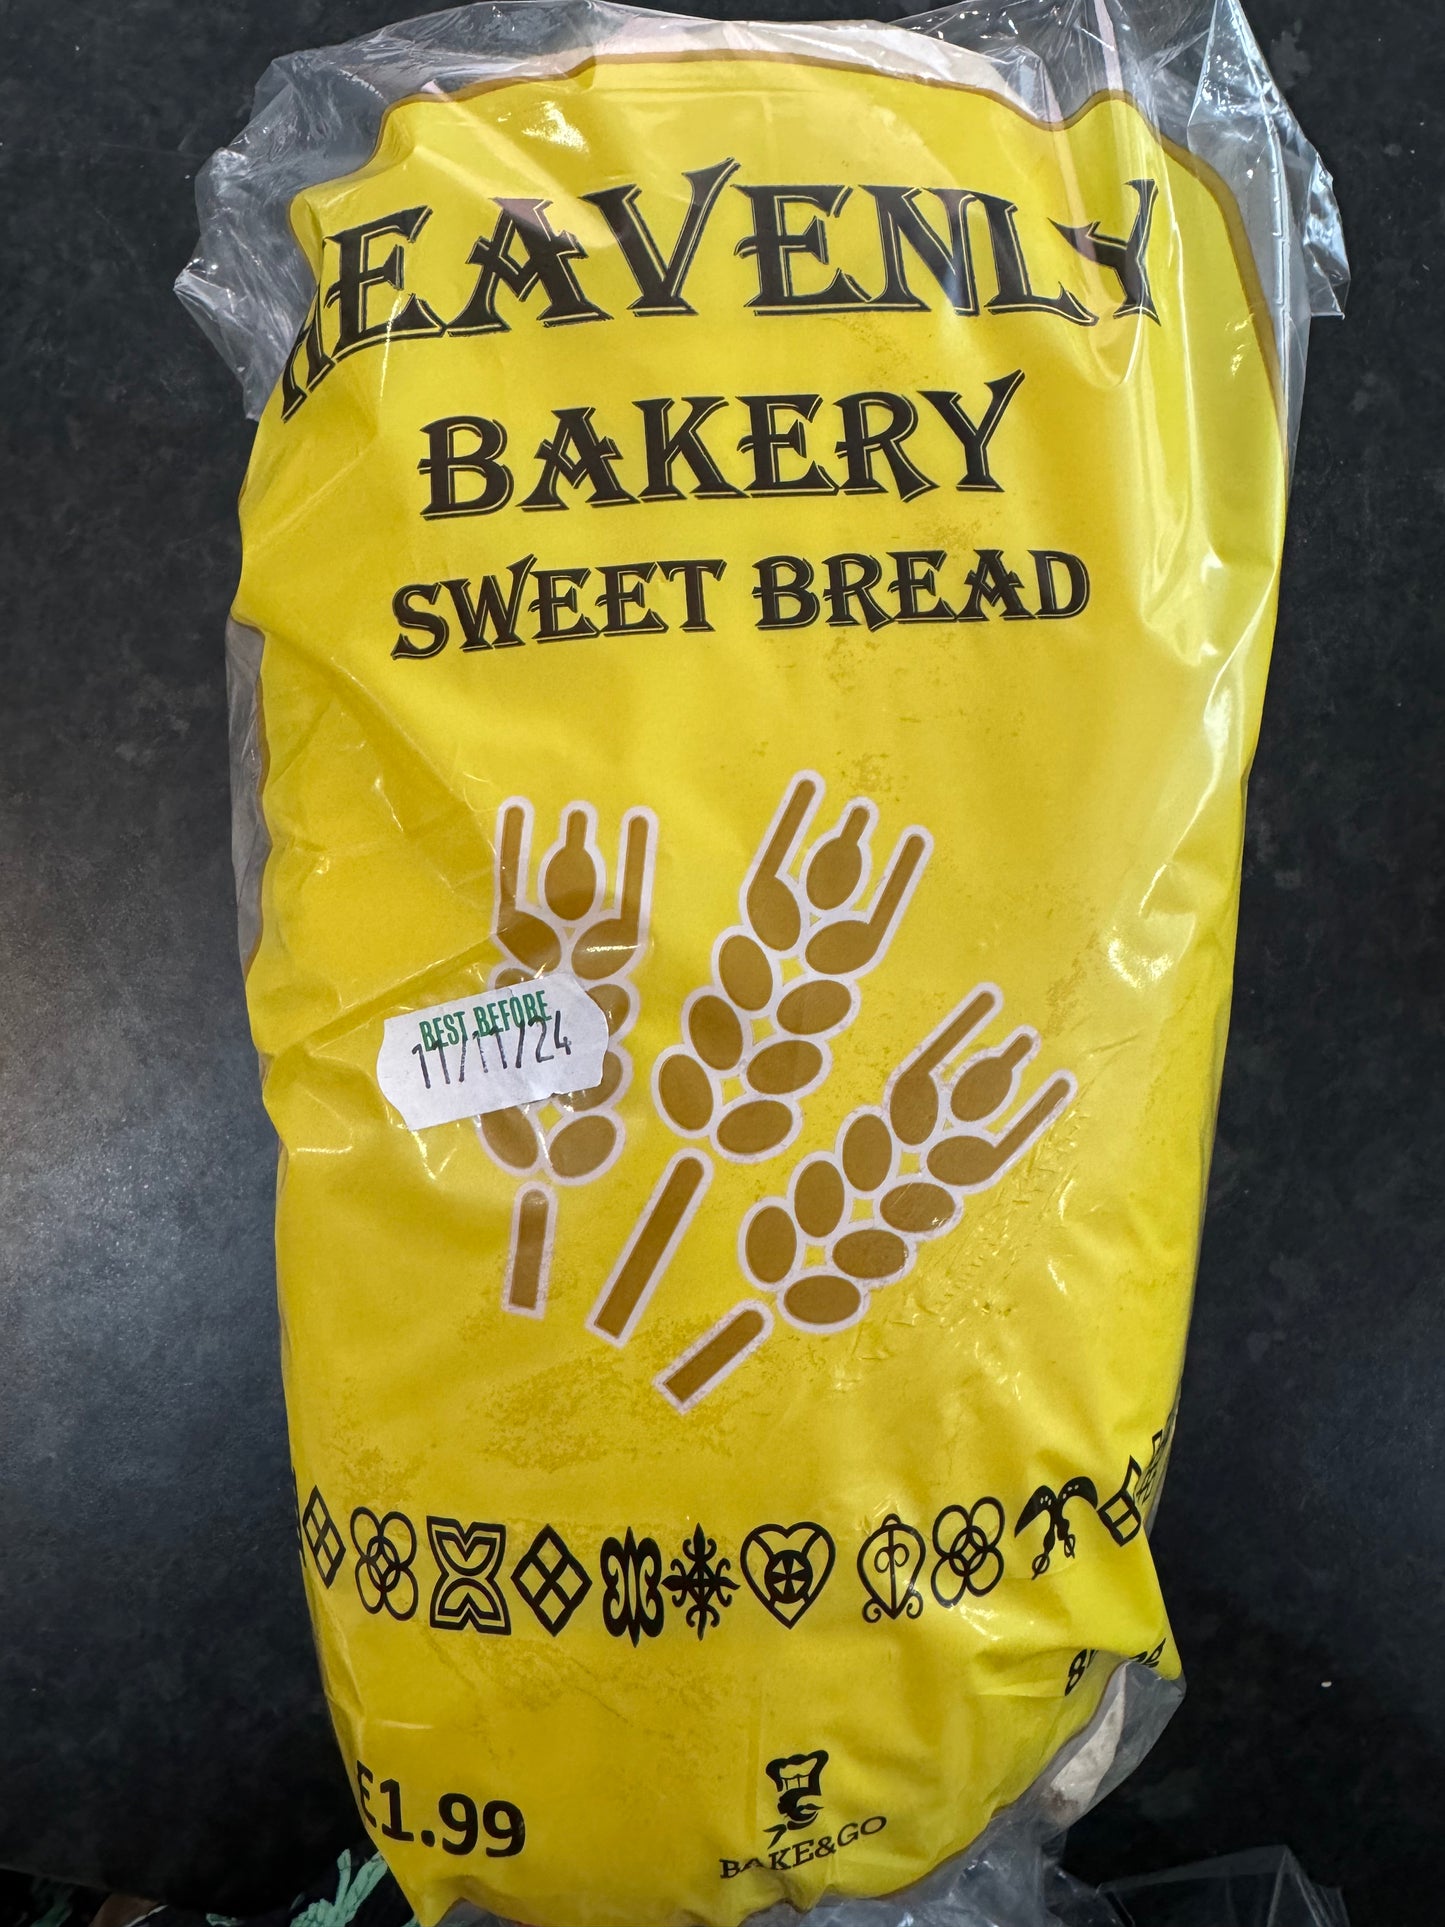 HEAVENLY
BAKERY
SWEET BREAD
BEST BEFORE
11/11/24
£1.99
BAKE&GO